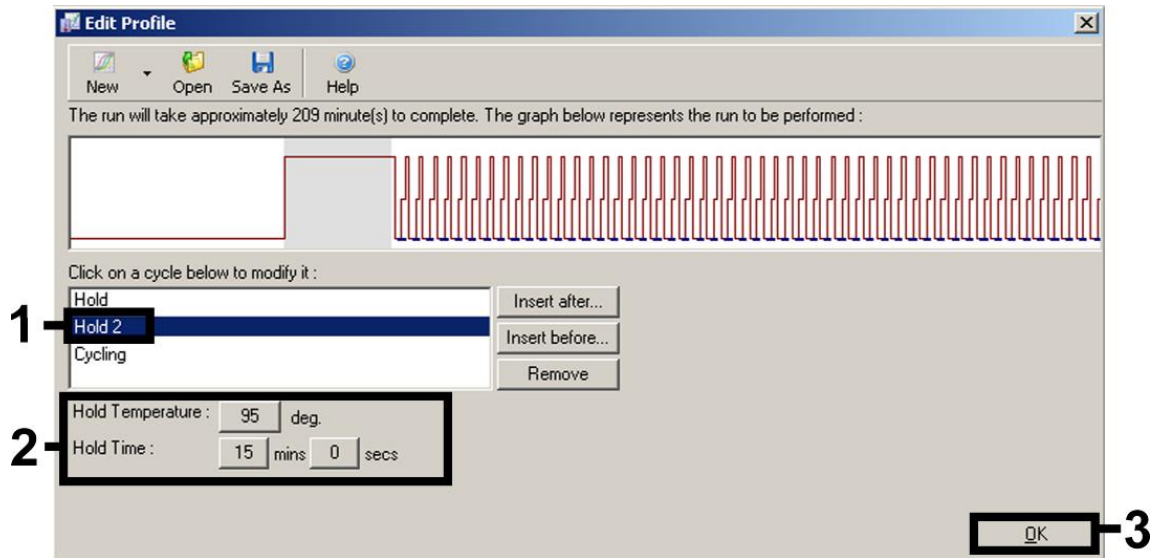 Edit Profile
New Open Save As Help
The run will take approximately 209 minute(s) to complete. The graph below represents the run to be performed :
Click on a cycle below to modify it :
Hold
Insert after...
1
Hold 2
Insert before...
Cycling
Remove
2
Hold Temperature : 95 deg.
Hold Time : 15 mins 0 secs
OK
3